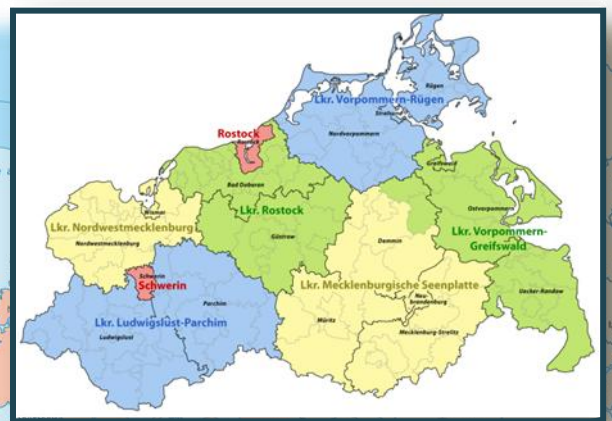 Lkr. Vorpommern-Rügen
Rügen
Stralsund
Nordvorpommern
Rostock
Rostock
Greifswald
Bad Doberan
Wismar
Lkr. Nordwestmecklenburg
Nordwestmecklenburg
Lkr. Rostock
Güstrow
Ostvorpommern
Lkr. Vorpommern-
Greifswald
Demmin
Schwerin
Schwerin
Parchim
Lkr. Mecklenburgische Seenplatte
Neu-
brandenburg
Uecker-Randow
Lkr. Ludwigslust-Parchim
Ludwigslust
Müritz
Mecklenburg-Strelitz